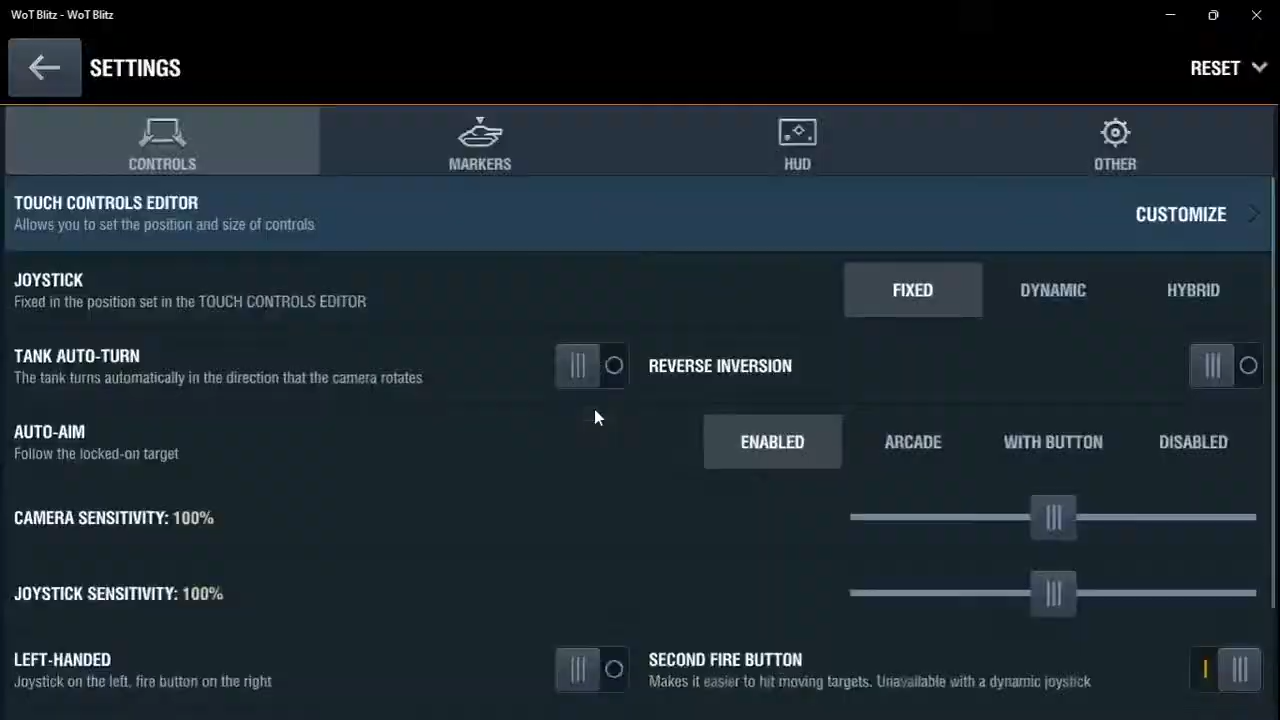 WoT Blitz - WoT Blitz
SETTINGS
RESET
CONTROLS
MARKERS
HUD
OTHER
TOUCH CONTROLS EDITOR
Allows you to set the position and size of controls
CUSTOMIZE
JOYSTICK
Fixed in the position set in the TOUCH CONTROLS EDITOR
FIXED
DYNAMIC
HYBRID
TANK AUTO-TURN
The tank turns automatically in the direction that the camera rotates
REVERSE INVERSION
AUTO-AIM
Follow the locked-on target
ENABLED
ARCADE
WITH BUTTON
DISABLED
CAMERA SENSITIVITY: 100%
JOYSTICK SENSITIVITY: 100%
LEFT-HANDED
Joystick on the left, fire button on the right
SECOND FIRE BUTTON
Makes it easier to hit moving targets. Unavailable with a dynamic joystick